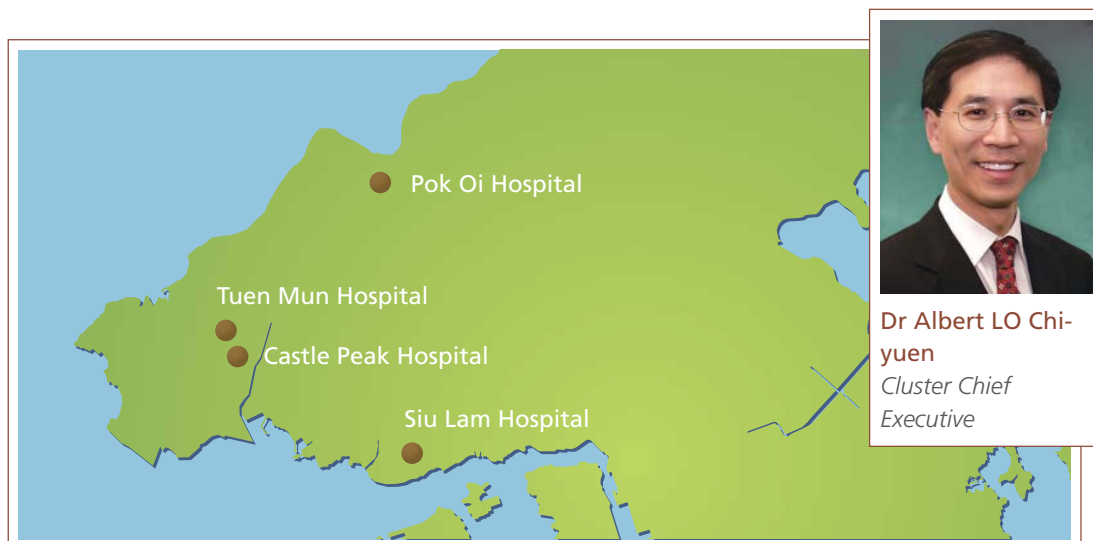 Pok Oi Hospital
Tuen Mun Hospital
Castle Peak Hospital
Siu Lam Hospital
Dr Albert LO Chi-
yuen
Cluster Chief
Executive